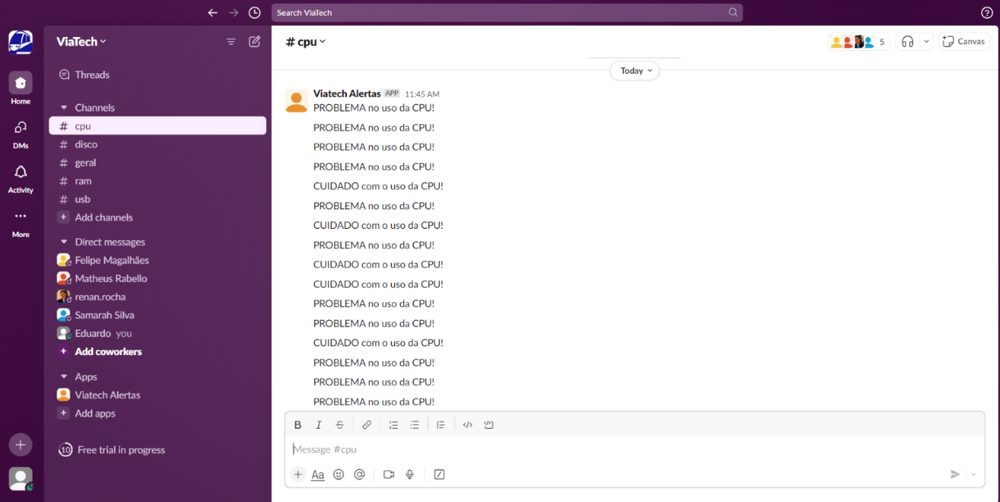 Search ViaTech
ViaTech
# cpu
5
Canvas
Home
DMs
Activity
More
Threads
Channels
# cpu
# disco
# geral
# ram
# usb
+ Add channels
Direct messages
Felipe Magalhães
Matheus Rabello
renan.rocha
Samarah Silva
Eduardo you
+ Add coworkers
Apps
Viatech Alertas
+ Add apps
10 Free trial in progress
Today
Viatech Alertas APP 11:45 AM
PROBLEMA no uso da CPU!
PROBLEMA no uso da CPU!
PROBLEMA no uso da CPU!
PROBLEMA no uso da CPU!
CUIDADO com o uso da CPU!
PROBLEMA no uso da CPU!
CUIDADO com o uso da CPU!
PROBLEMA no uso da CPU!
CUIDADO com o uso da CPU!
CUIDADO com o uso da CPU!
PROBLEMA no uso da CPU!
PROBLEMA no uso da CPU!
CUIDADO com o uso da CPU!
PROBLEMA no uso da CPU!
PROBLEMA no uso da CPU!
PROBLEMA no uso da CPU!
B I S
Message #cpu
+ Aa @